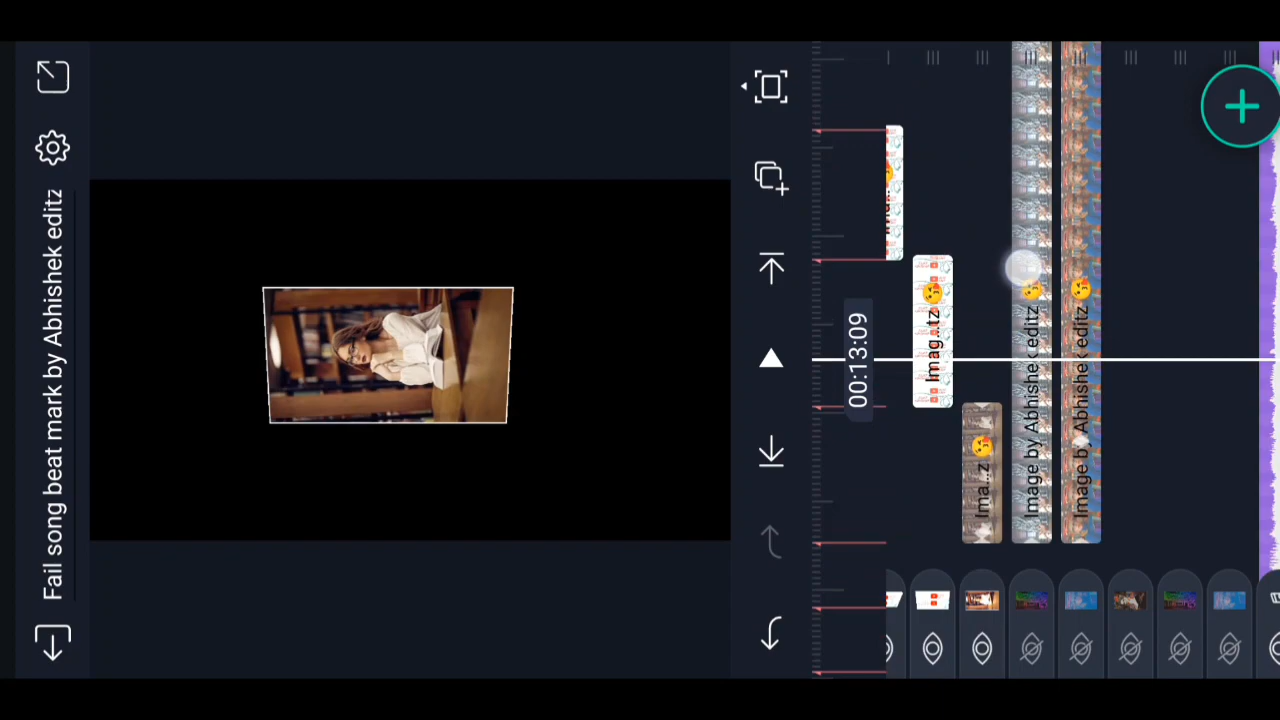 Fail song beat mark by Abhishek editz
00:13:09
Imag...tz
Ima...z 😘
Image by Abhishek editz 😘
Image by Abhishek editz 😘